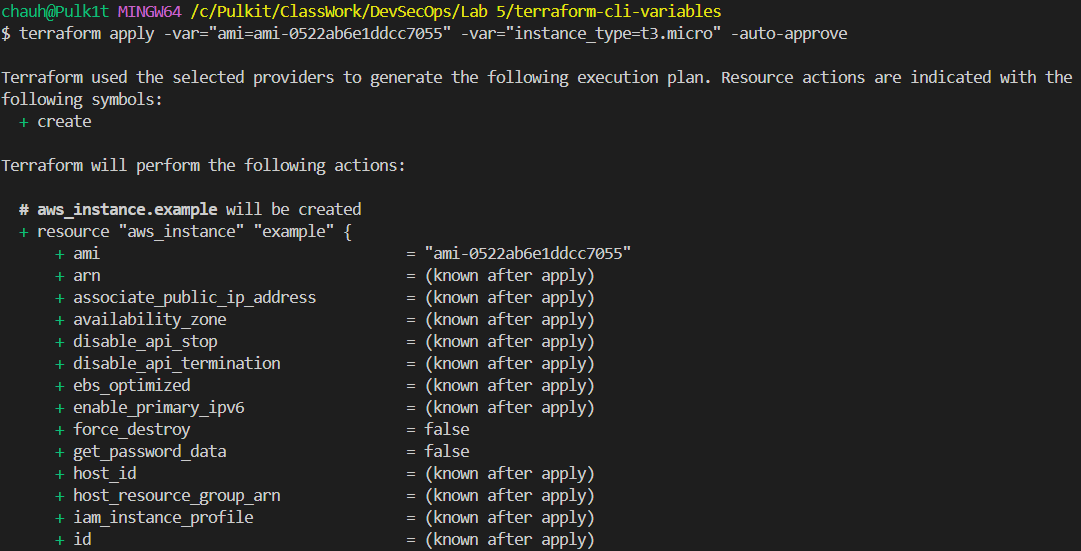 chauh@Pulk1t MINGW64 /c/Pulkit/ClassWork/DevSecOps/Lab 5/terraform-cli-variables
$ terraform apply -var="ami=ami-0522ab6e1ddcc7055" -var="instance_type=t3.micro" -auto-approve
Terraform used the selected providers to generate the following execution plan. Resource actions are indicated with the
following symbols:
+ create
Terraform will perform the following actions:
# aws_instance.example will be created
+ resource "aws_instance" "example" {
+ ami = "ami-0522ab6e1ddcc7055"
+ arn = (known after apply)
+ associate_public_ip_address = (known after apply)
+ availability_zone = (known after apply)
+ disable_api_stop = (known after apply)
+ disable_api_termination = (known after apply)
+ ebs_optimized = (known after apply)
+ enable_primary_ipv6 = (known after apply)
+ force_destroy = false
+ get_password_data = false
+ host_id = (known after apply)
+ host_resource_group_arn = (known after apply)
+ iam_instance_profile = (known after apply)
+ id = (known after apply)